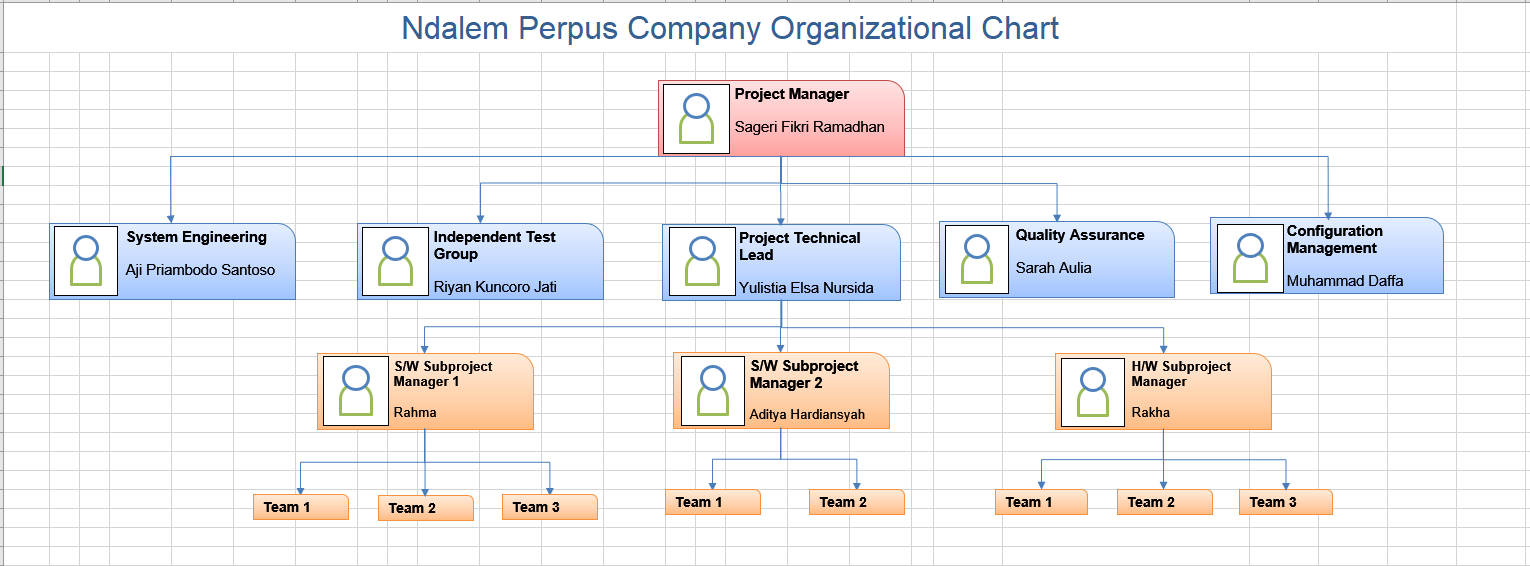 Ndalem Perpus Company Organizational Chart
Project Manager
Sageri Fikri Ramadhan
System Engineering
Aji Priambodo Santoso
Independent Test
Group
Riyan Kuncoro Jati
Project Technical
Lead
Yulistia Elsa Nursida
Quality Assurance
Sarah Aulia
Configuration
Management
Muhammad Daffa
S/W Subproject
Manager 1
Rahma
S/W Subproject
Manager 2
Aditya Hardiansyah
H/W Subproject
Manager
Rakha
Team 1
Team 2
Team 3
Team 1
Team 2
Team 1
Team 2
Team 3